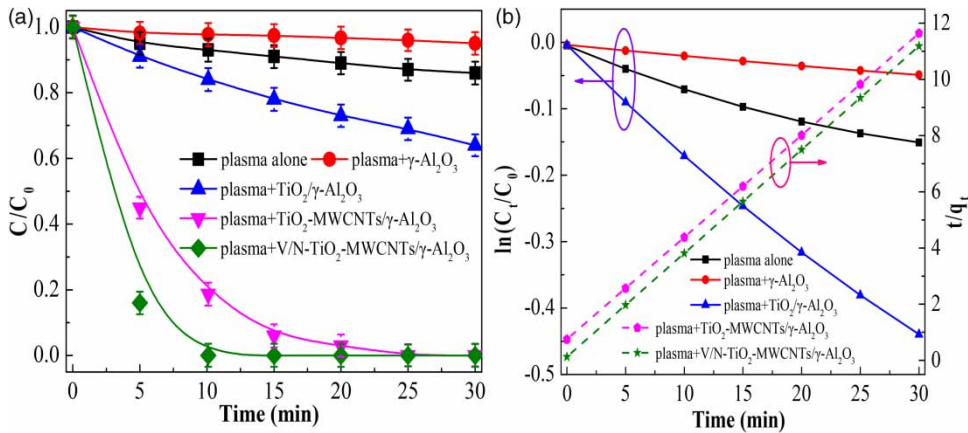 (a)
1.0
0.8
0.6
0.4
0.2
0.0
C/C₀
plasma alone plasma+γ-Al₂O₃
plasma+TiO₂/γ-Al₂O₃
plasma+TiO₂-MWCNTs/γ-Al₂O₃
plasma+V/N-TiO₂-MWCNTs/γ-Al₂O₃
0 5 10 15 20 25 30
Time (min)
(b)
0.0
-0.1
-0.2
-0.3
-0.4
-0.5
ln(Cₜ/C₀)
plasma alone
plasma+γ-Al₂O₃
plasma+TiO₂/γ-Al₂O₃
plasma+TiO₂-MWCNTs/γ-Al₂O₃
plasma+V/N-TiO₂-MWCNTs/γ-Al₂O₃
12
10
8
6
4
2
0
t/qₜ
0 5 10 15 20 25 30
Time (min)